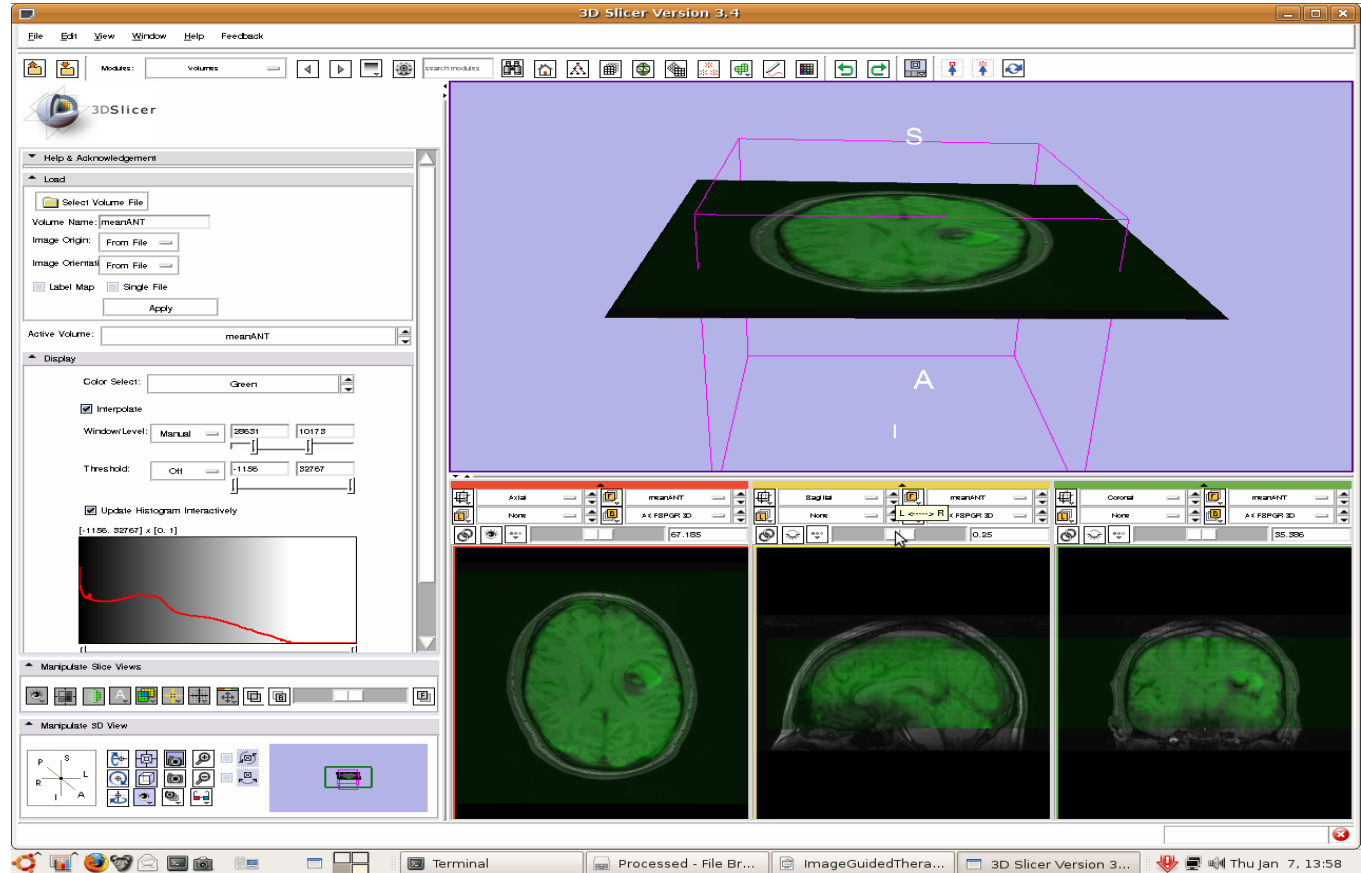 3D Slicer Version 3.4
File Edit View Window Help Feedback
Modules: Volumes search modules
3DSlicer
Help & Acknowledgement
Load
Select Volume File
Volume Name: meanANT
Image Origin: From File
Image Orientati From File
Label Map Single File
Apply
Active Volume: meanANT
Display
Color Select: Green
Interpolate
Window/Level: Manual 28631 10173
Threshold: Off -1156 32767
Update Histogram Interactively
[-1156, 32767] x [0, 1]
Manipulate Slice Views
A B F
Manipulate 3D View
P S
R L
I A
S
A
I
Axial F meanANT
None B AX FSPGR 3D
67.185
Sagittal F meanANT
None X FSPGR 3D
L <----> R
0.25
Coronal F meanANT
None B AX FSPGR 3D
35.396
Terminal Processed - File Br... ImageGuidedThera... 3D Slicer Version 3... Thu Jan 7, 13:58